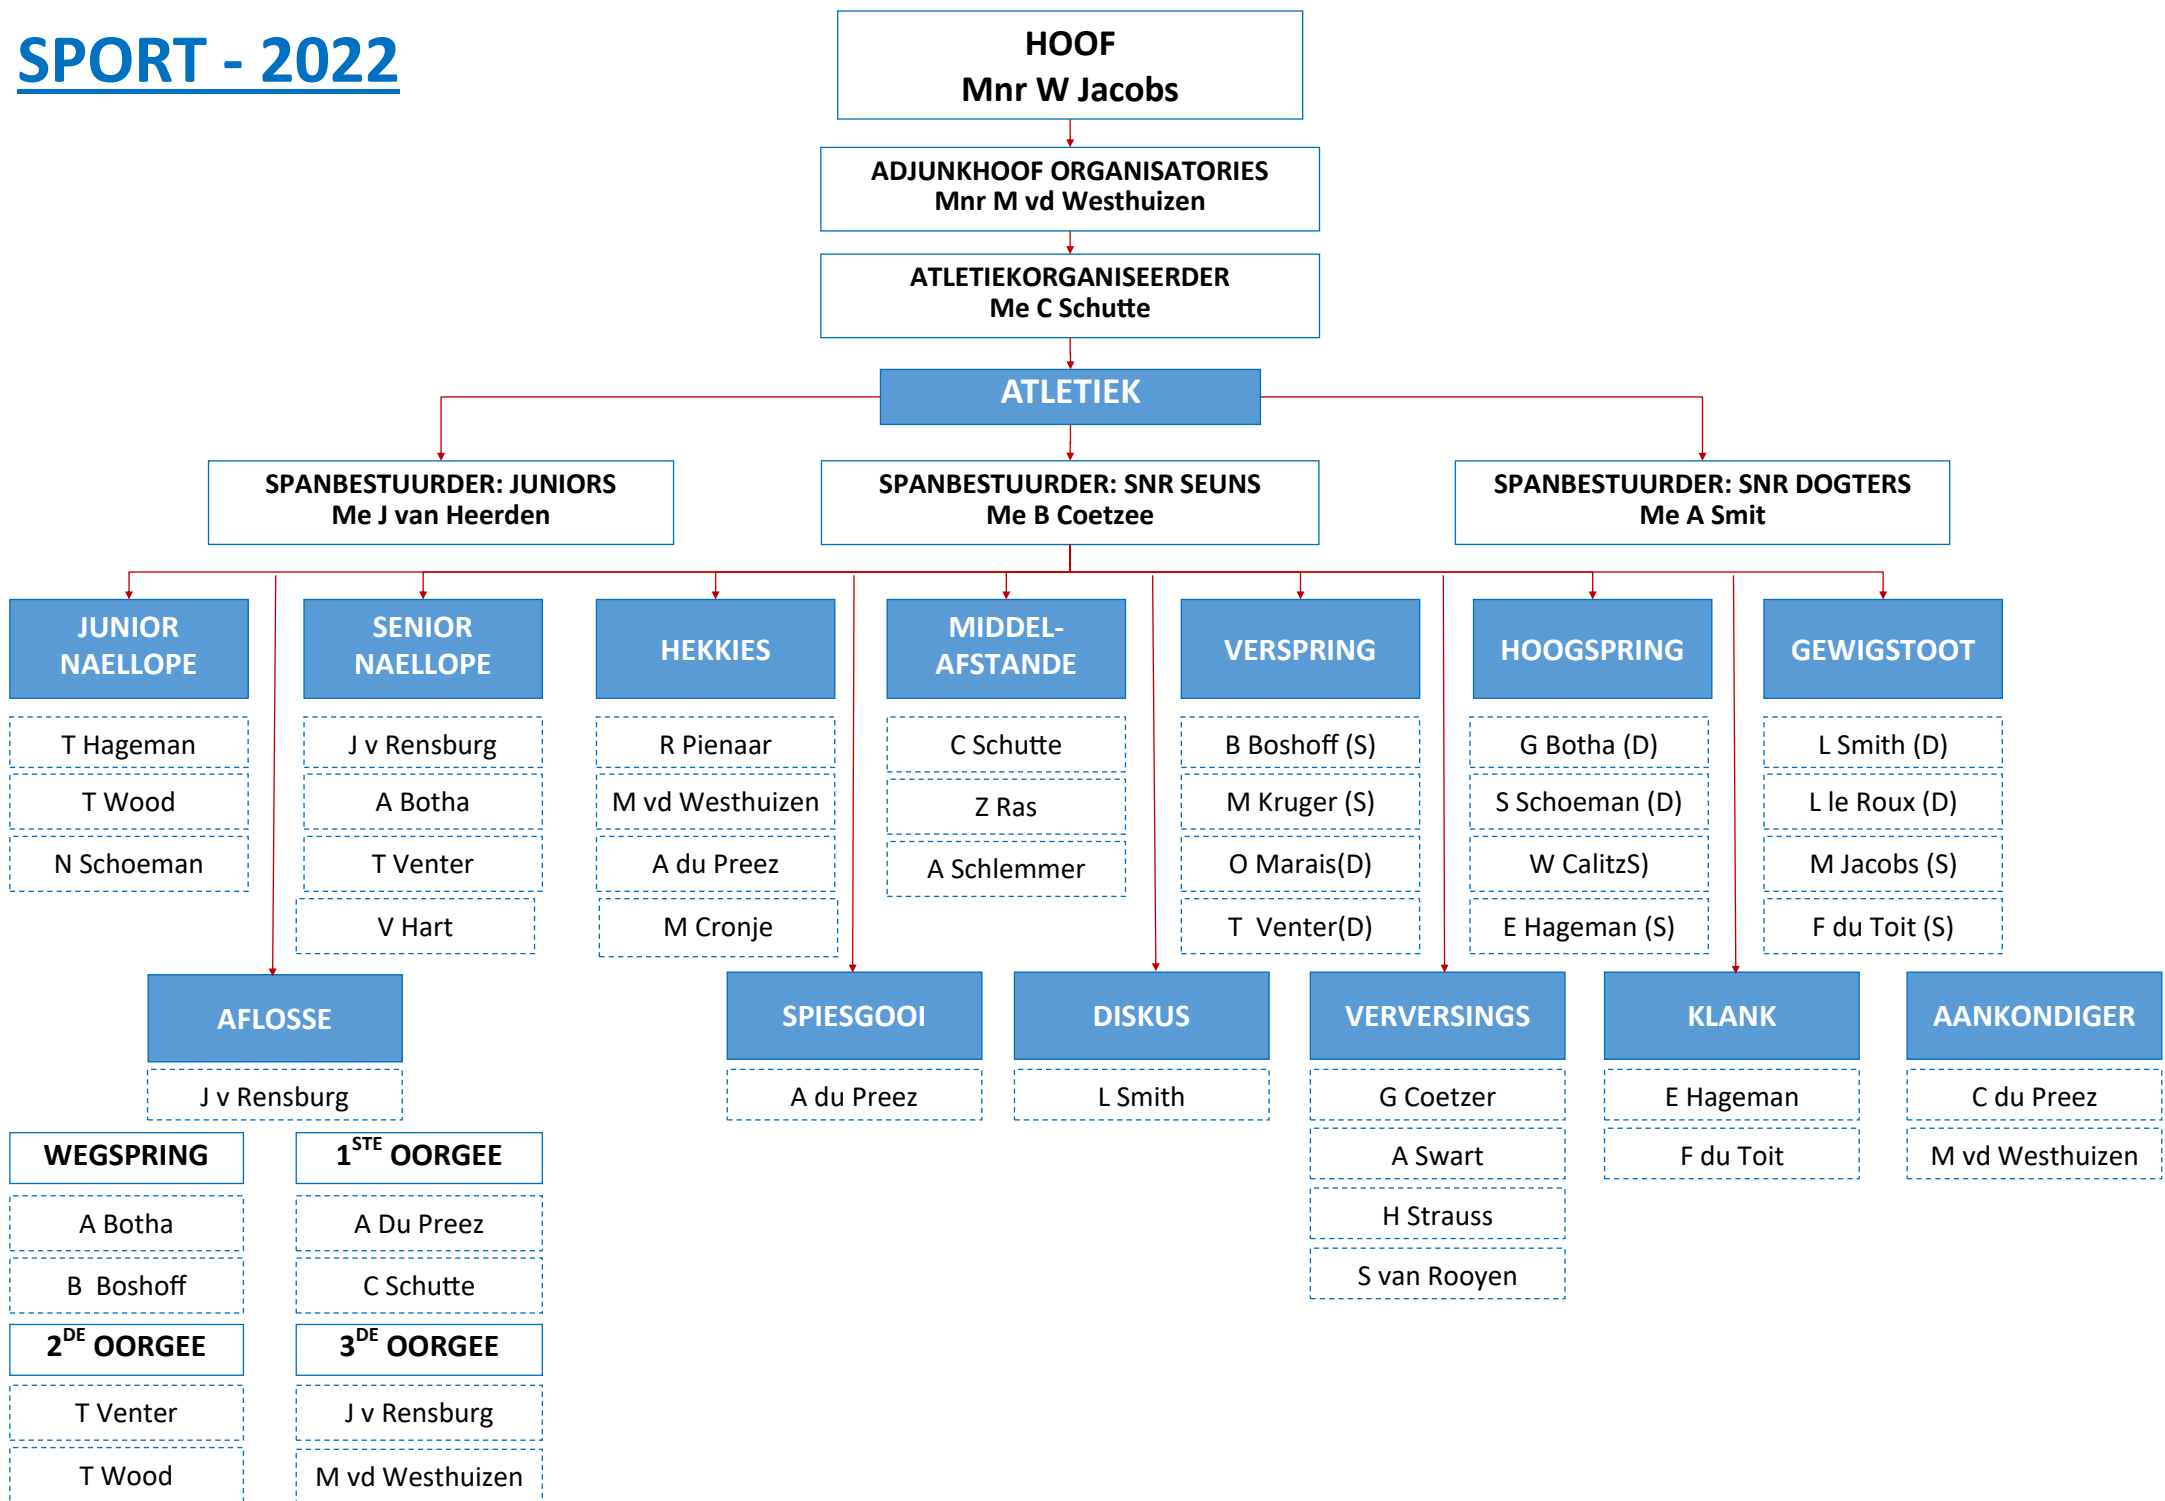 SPORT - 2022
HOOF
Mnr W Jacobs
ADJUNKHOOF ORGANISATORIES
Mnr M vd Westhuizen
ATLETIEKORGANISEERDER
Me C Schutte
ATLETIEK
SPANBESTUURDER: JUNIORS
Me J van Heerden
SPANBESTUURDER: SNR SEUNS
Me B Coetzee
SPANBESTUURDER: SNR DOGTERS
Me A Smit
JUNIOR
NAELLOPE
T Hageman
T Wood
N Schoeman
SENIOR
NAELLOPE
J v Rensburg
A Botha
T Venter
V Hart
HEKKIES
R Pienaar
M vd Westhuizen
A du Preez
M Cronje
MIDDEL-
AFSTANDE
C Schutte
Z Ras
A Schlemmer
VERSPRING
B Boshoff (S)
M Kruger (S)
O Marais(D)
T  Venter(D)
HOOGSPRING
G Botha (D)
S Schoeman (D)
W CalitzS)
E Hageman (S)
GEWIGSTOOT
L Smith (D)
L le Roux (D)
M Jacobs (S)
F du Toit (S)
AFLOSSE
J v Rensburg
WEGSPRING
A Botha
B  Boshoff
1STE OORGEE
A Du Preez
C Schutte
2DE OORGEE
T Venter
T Wood
3DE OORGEE
J v Rensburg
M vd Westhuizen
SPIESGOOI
A du Preez
DISKUS
L Smith
VERVERSINGS
G Coetzer
A Swart
H Strauss
S van Rooyen
KLANK
E Hageman
F du Toit
AANKONDIGER
C du Preez
M vd Westhuizen